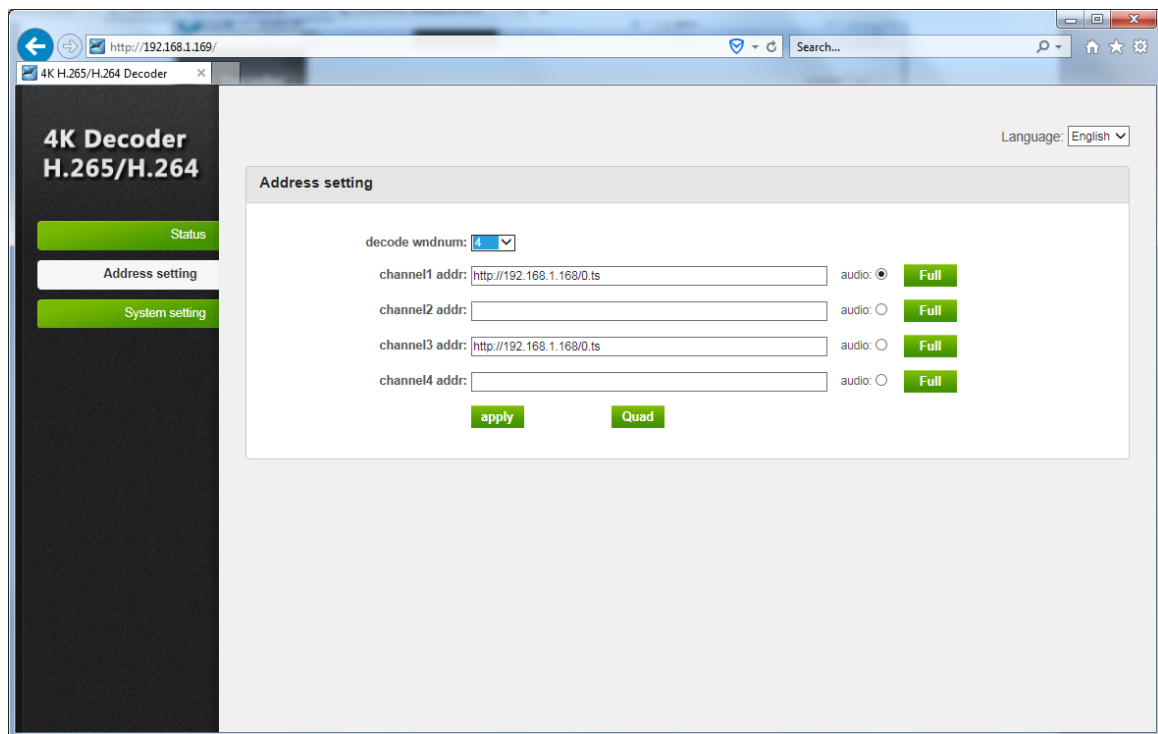 http://192.168.1.169/
Search...
4K H.265/H.264 Decoder
4K Decoder
H.265/H.264
Language: English
Address setting
Status
Address setting
System setting
decode wndnum: 4
channel1 addr: http://192.168.1.168/0.ts audio: Full
channel2 addr: audio: Full
channel3 addr: http://192.168.1.168/0.ts audio: Full
channel4 addr: audio: Full
apply Quad